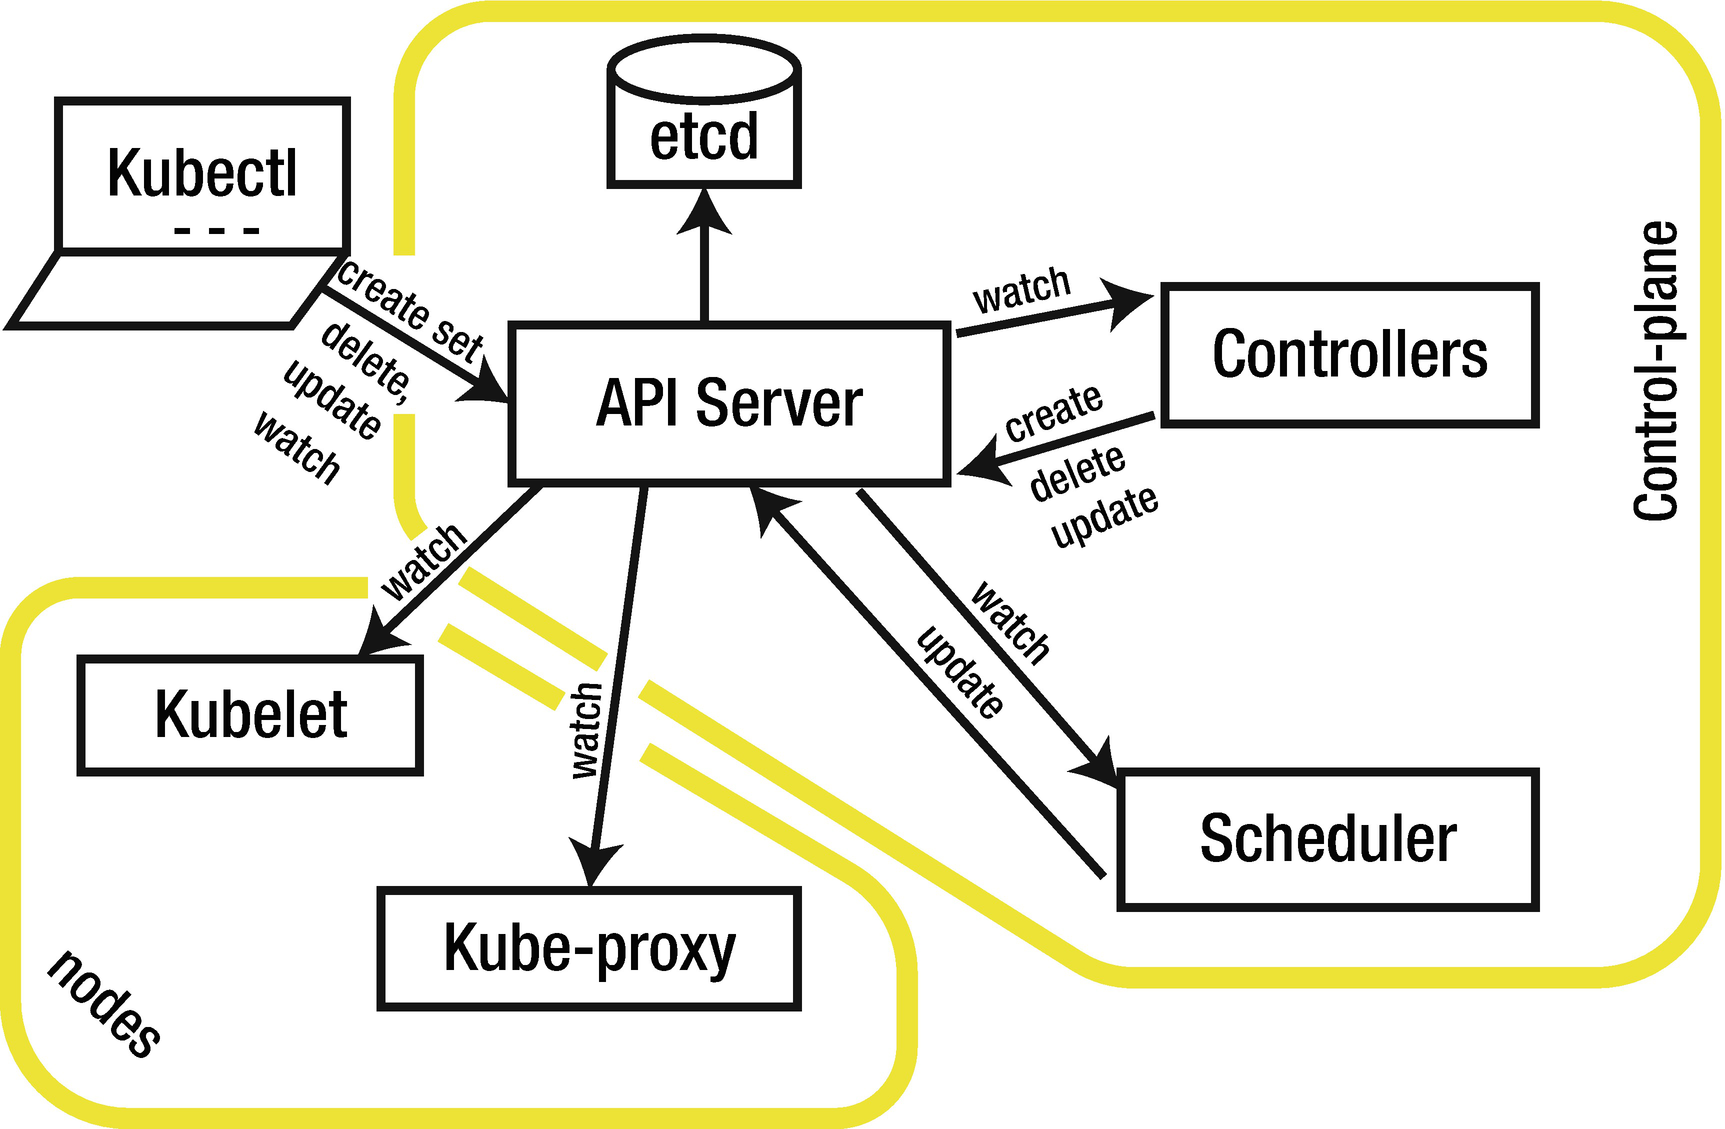 Kubectl
- - -
etcd
create set
delete,
update
watch
API Server
watch
Controllers
create
delete
update
Control-plane
watch
watch
watch
update
Kubelet
Scheduler
Kube-proxy
nodes